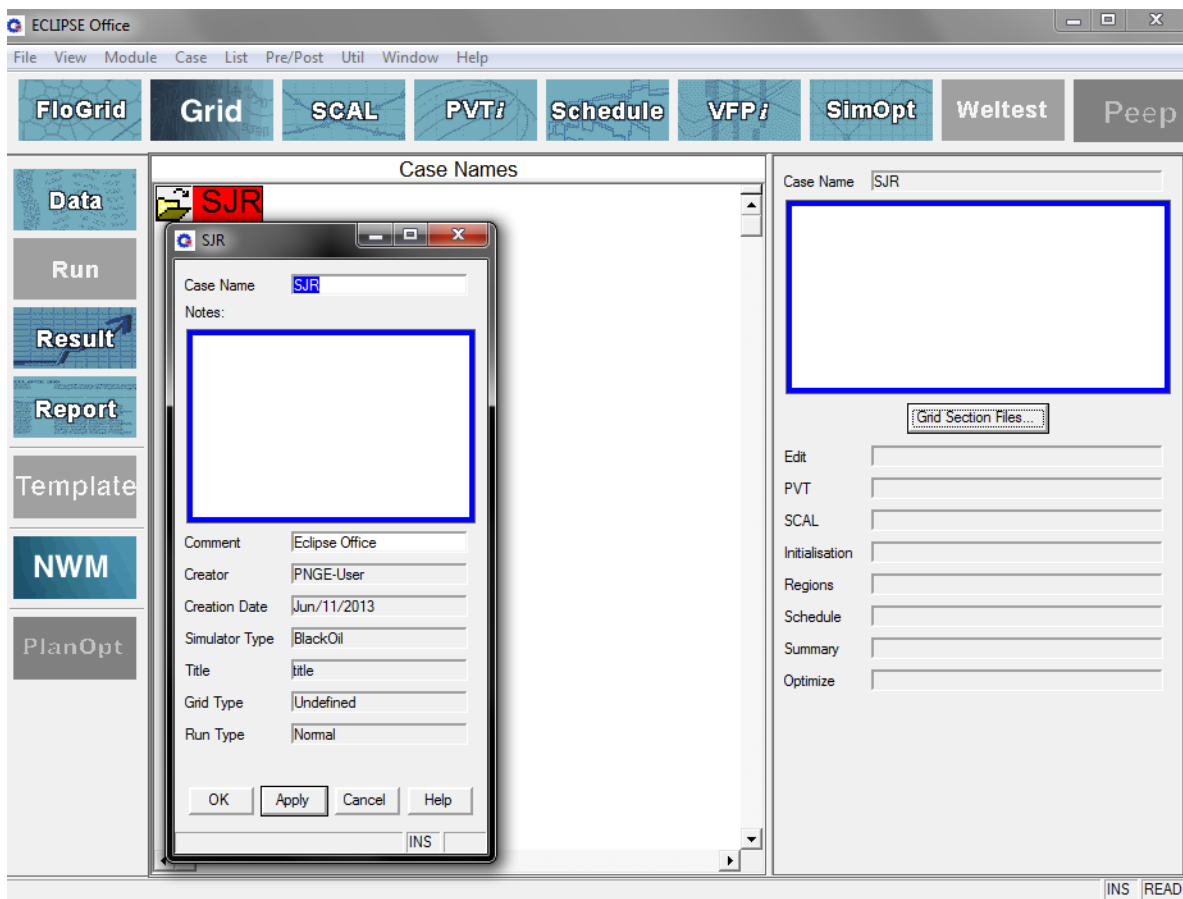 ECLIPSE Office
File View Module Case List Pre/Post Util Window Help
FloGrid Grid SCAL PVTi Schedule VFPi SimOpt Weltest Peep
Data
Run
Result
Report
Template
NWM
PlanOpt
Case Names
SJR
SJR
Case Name SJR
Notes:
Comment Eclipse Office
Creator PNGE-User
Creation Date Jun/11/2013
Simulator Type BlackOil
Title title
Grid Type Undefined
Run Type Normal
OK Apply Cancel Help
INS
Case Name SJR
Grid Section Files...
Edit
PVT
SCAL
Initialisation
Regions
Schedule
Summary
Optimize
INS READ